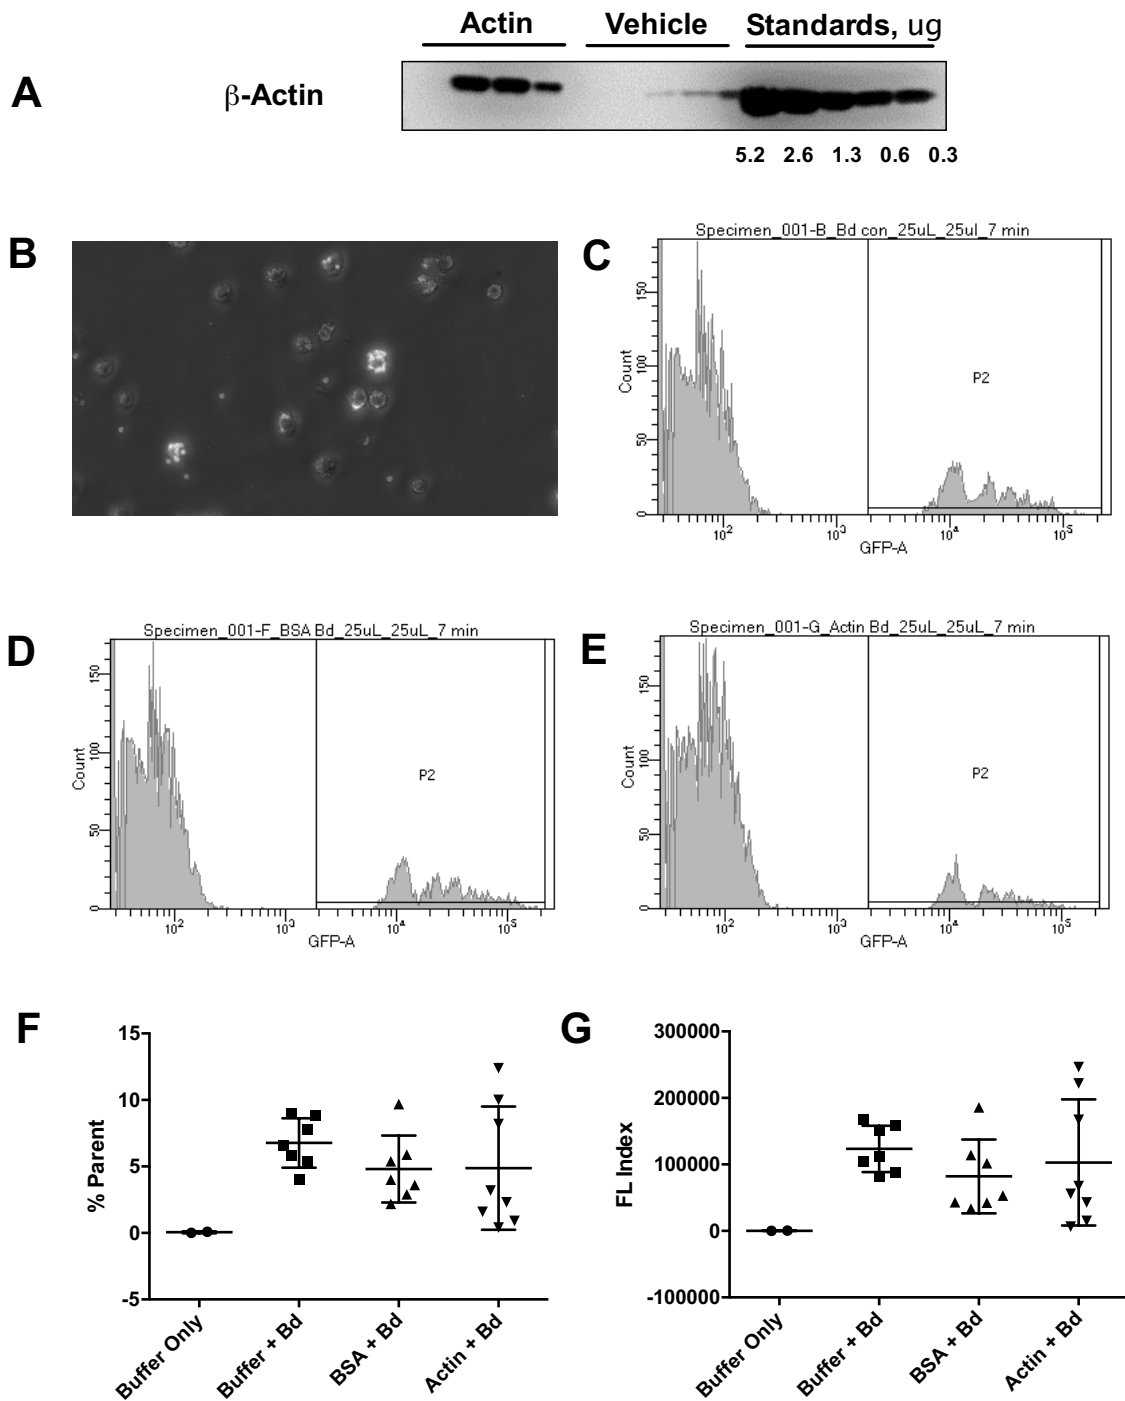 Actin Vehicle Standards, ug
A β-Actin
5.2 2.6 1.3 0.6 0.3
B
C
Specimen_001-B_Bd con_25uL_25ul_7 min
Count
150
100
50
0
P2
10² 10³ 10⁴ 10⁵
GFP-A
D
Specimen_001-F_BSA Bd_25uL_25uL_7 min
Count
150
100
50
0
P2
10² 10³ 10⁴ 10⁵
GFP-A
E
Specimen_001-G_Actin Bd_25uL_25uL_7 min
Count
150
100
50
0
P2
10² 10³ 10⁴ 10⁵
GFP-A
F
% Parent
15
10
5
0
-5
Buffer Only
Buffer + Bd
BSA + Bd
Actin + Bd
G
FL Index
300000
200000
100000
0
-100000
Buffer Only
Buffer + Bd
BSA + Bd
Actin + Bd